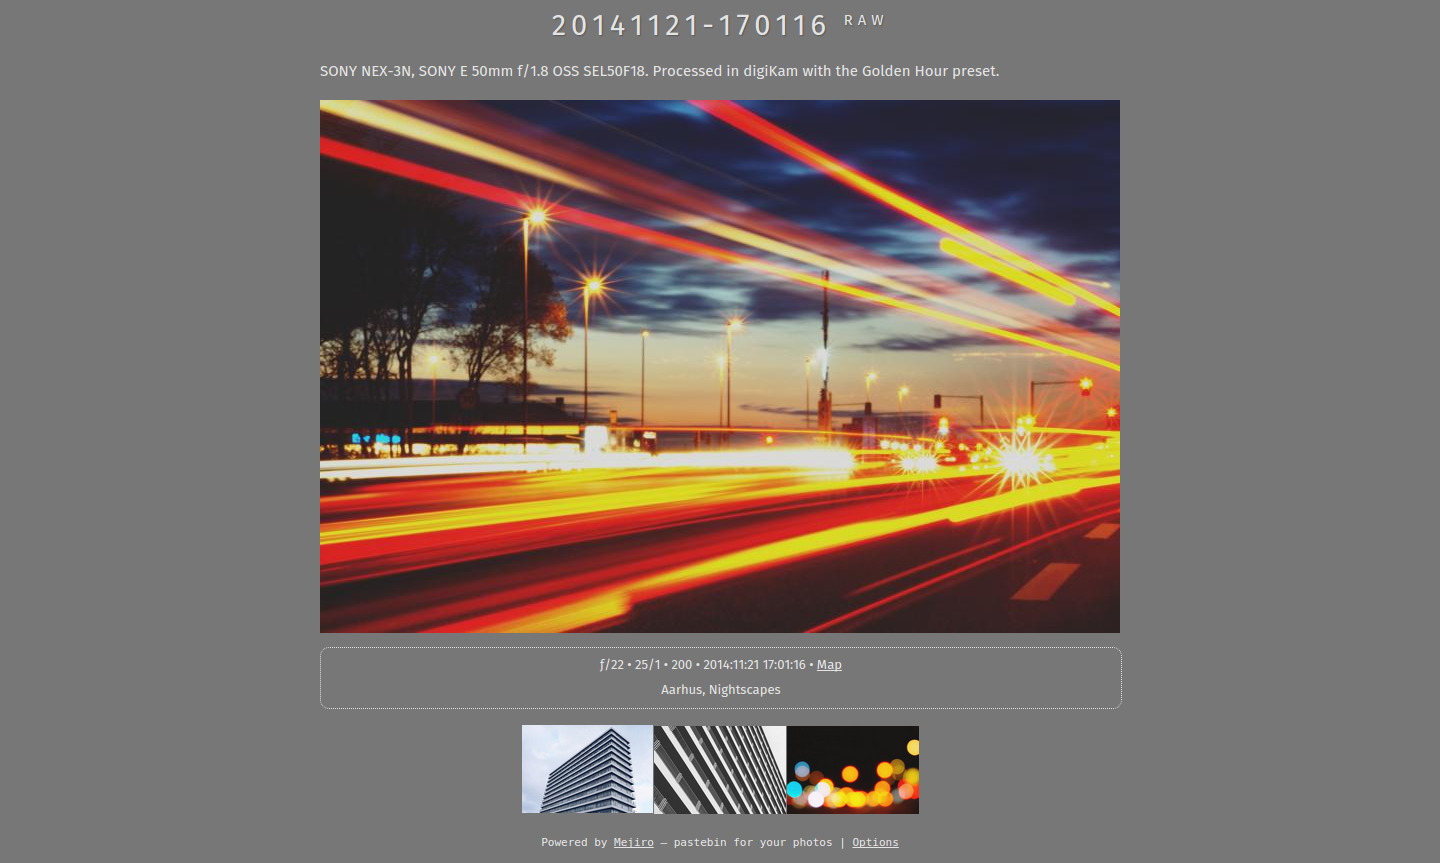 20141121-170116 RAW
SONY NEX-3N, SONY E 50mm f/1.8 OSS SEL50F18. Processed in digiKam with the Golden Hour preset.
ƒ/22 • 25/1 • 200 • 2014:11:21 17:01:16 • Map
Aarhus, Nightscapes
Powered by Mejiro — pastebin for your photos | Options